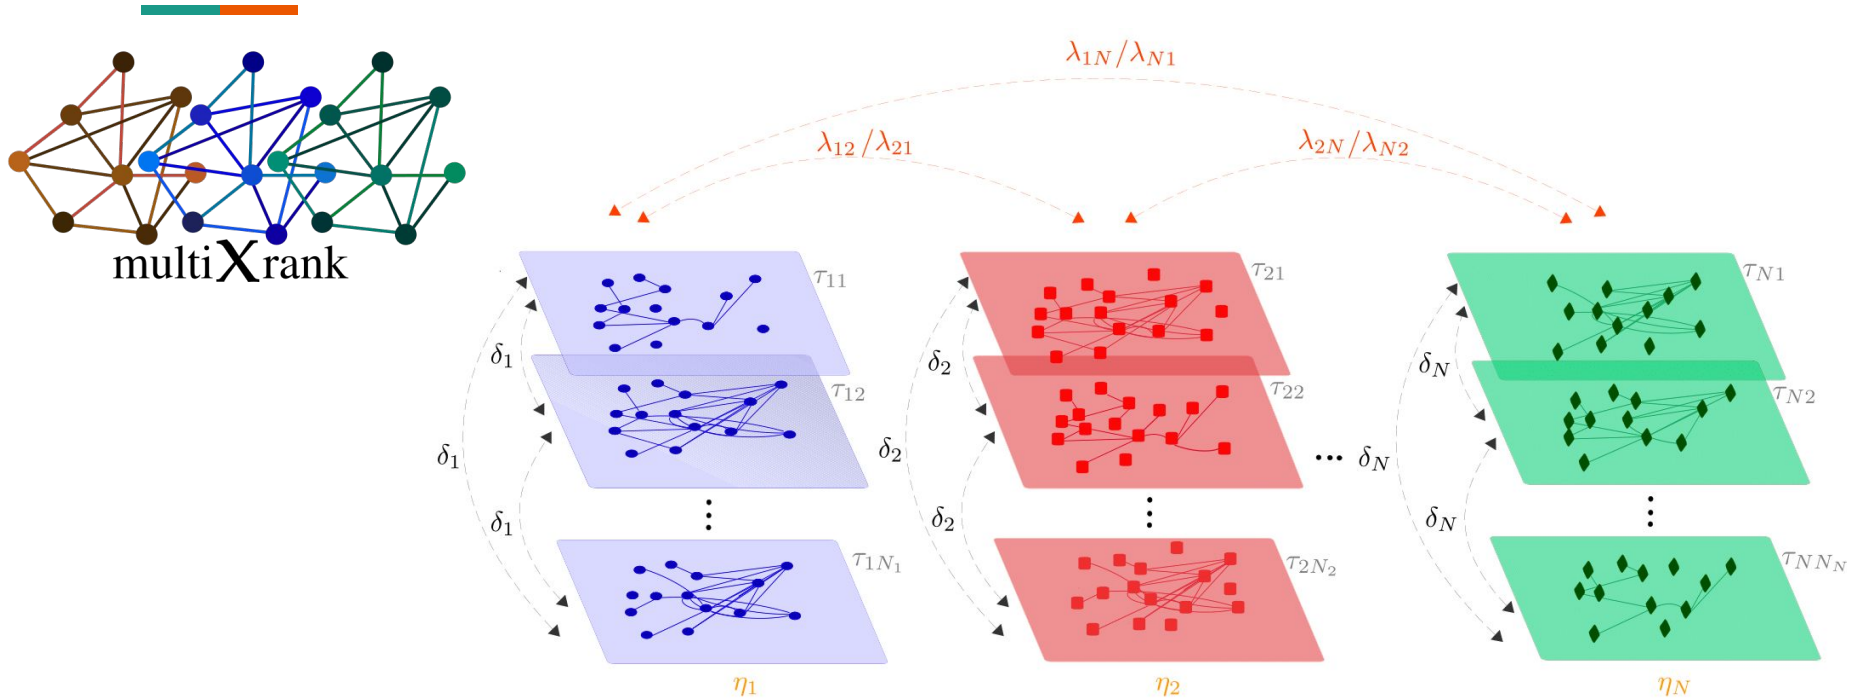 multiXrank
λ1N/λN1
λ12/λ21
λ2N/λN2
τ11
τ12
τ1N1
δ1
δ1
δ1
η1
τ21
τ22
τ2N2
δ2
δ2
δ2
η2
...
τN1
τN2
τNNN
δN
δN
δN
ηN